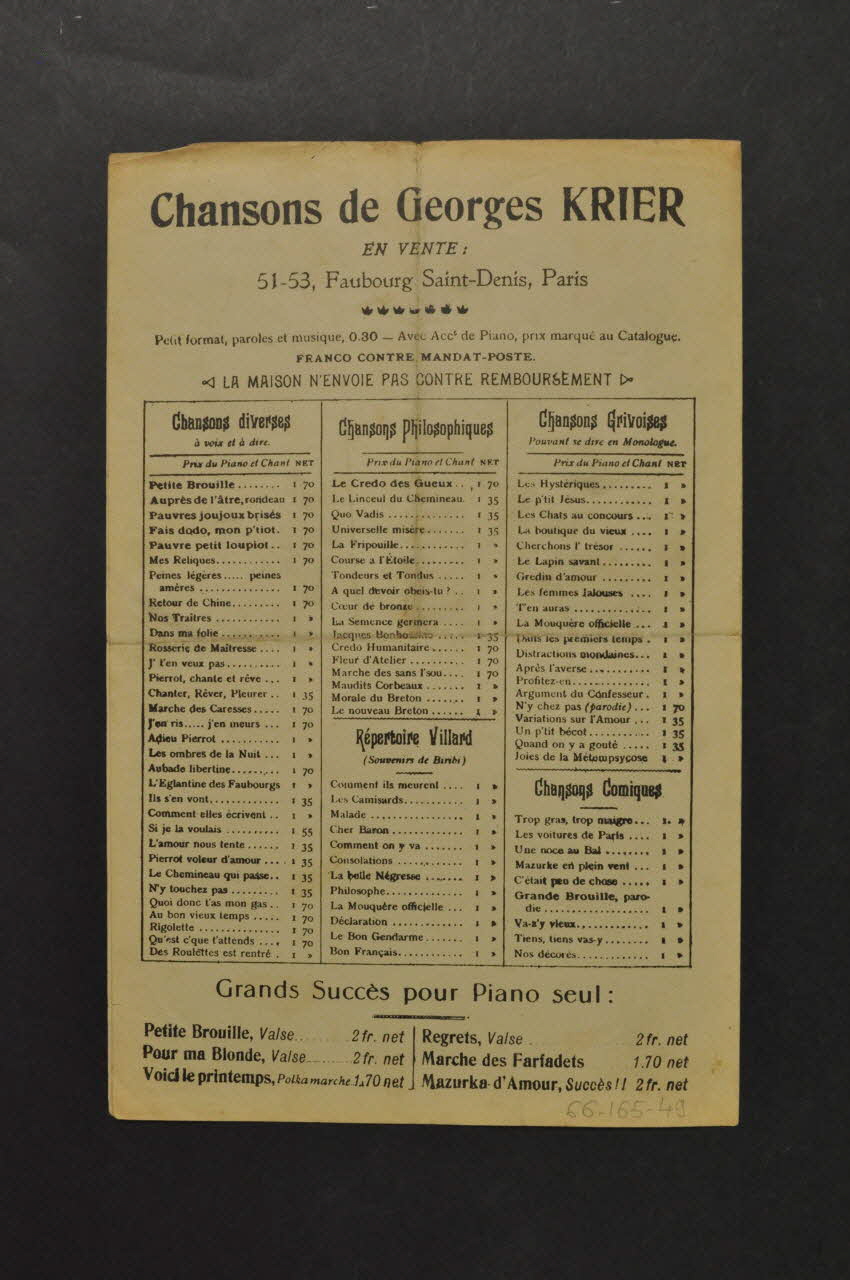 Chansons de Georges KRIER
EN VENTE :
51-53, Faubourg Saint-Denis, Paris
Petit format, paroles et musique, 0.30 — Avec Acct de Piano, prix marqué au Catalogue.
FRANCO CONTRE MANDAT-POSTE.
LA MAISON N'ENVOIE PAS CONTRE REMBOURSEMENT
Chansons diverses
à voix et à dire.
Prix du Piano et Chant NET
Petite Brouille ........ 1 70
Auprès de l'âtre, rondeau 1 70
Pauvres joujoux brisés 1 70
Fais dodo, mon p'tiot. 1 70
Pauvre petit loupiot .. 1 70
Mes Reliques............ 1 70
Peines légères..... peines
amères ............... 1 70
Retour de Chine......... 1 70
Nos Traîtres ............. 1 »
Dans ma folie .......... 1 »
Rosserie de Maîtresse .... 1 »
J' t'en veux pas.......... 1 »
Pierrot, chante et rêve ... 1 »
Chanter, Rêver, Pleurer .. 1 35
Marche des Caresses..... 1 70
J'en ris..... j'en meurs ... 1 70
Adieu Pierrot ........... 1 »
Les ombres de la Nuit ... 1 »
Aubade libertine......... 1 70
L'Eglantine des Faubourgs 1 »
Ils s'en vont............. 1 35
Comment elles écrivent .. 1 »
Si je la voulais .......... 1 55
L'amour nous tente ...... 1 35
Pierrot voleur d'amour .... 1 35
Le Chemineau qui passe.. 1 35
N'y touchez pas ......... 1 35
Quoi donc t'as mon gas .. 1 70
Au bon vieux temps ..... 1 70
Rigolette ............... 1 70
Qu'est c'que t'attends .... 1 70
Des Roulettes est rentré . 1 »
Chansons Philosophiques
Prix du Piano et Chant NET
Le Credo des Gueux .. 1 70
Le Linceul du Chemineau. 1 35
Quo Vadis .............. 1 35
Universelle misère....... 1 35
La Fripouille............ 1 »
Course a l'Étoile......... 1 »
Tondeurs et Tondus ..... 1 »
A quel devoir obéis-tu ? .. 1 »
Cœur de bronze ......... 1 »
La Semence germera .... 1 »
Jacques Bonhomme ..... 1 35
Credo Humanitaire...... 1 70
Fleur d'Atelier .......... 1 70
Marche des sans l'sou.... 1 70
Maudits Corbeaux ....... 1 »
Morale du Breton ....... 1 »
Le nouveau Breton ...... 1 »
Répertoire Villard
(Souvenirs de Biribi)
Comment ils meurent .... 1 »
Les Camisards........... 1 »
Malade ................. 1 »
Cher Baron ............. 1 »
Comment on y va ....... 1 »
Consolations ............ 1 »
La belle Négresse ....... 1 »
Philosophe.............. 1 »
La Mouquère officielle ... 1 »
Déclaration ............. 1 »
Le Bon Gendarme ....... 1 »
Bon Français............ 1 »
Chansons Grivoises
Pouvant se dire en Monologue.
Prix du Piano et Chant NET
Les Hystériques ......... 1 »
Le p'tit Jésus............ 1 »
Les Chats au concours ... 1 »
La boutique du vieux .... 1 »
Cherchons l' trésor ...... 1 »
Le Lapin savant ......... 1 »
Gredin d'amour ......... 1 »
Les femmes Jalouses .... 1 »
T'en auras .............. 1 »
La Mouquère officielle ... 1 »
Dans les premiers temps . 1 »
Distractions mondaines... 1 »
Après l'averse ........... 1 »
Profitez-en.............. 1 »
Argument du Confesseur . 1 »
N'y chez pas (parodie) ... 1 70
Variations sur l'Amour ... 1 35
Un p'tit bécot............ 1 35
Quand on y a gouté ..... 1 35
Joies de la Métempsycose 1 »
Chansons Comiques
Trop gras, trop maigre... 1 »
Les voitures de Paris .... 1 »
Une noce au Bal ........ 1 »
Mazurke en plein vent ... 1 »
C'était peu de chose ..... 1 »
Grande Brouille, paro-
die ................... 1 »
Va-z'y vieux............. 1 »
Tiens, tiens vas-y ........ 1 »
Nos décorés............. 1 »
Grands Succès pour Piano seul :
Petite Brouille, Valse.. 2 fr. net
Pour ma Blonde, Valse.... 2 fr. net
Voici le printemps, Polka marche 1.70 net
Regrets, Valse . 2 fr. net
Marche des Farfadets 1.70 net
Mazurka d'Amour, Succès !! 2 fr. net
66-165-49